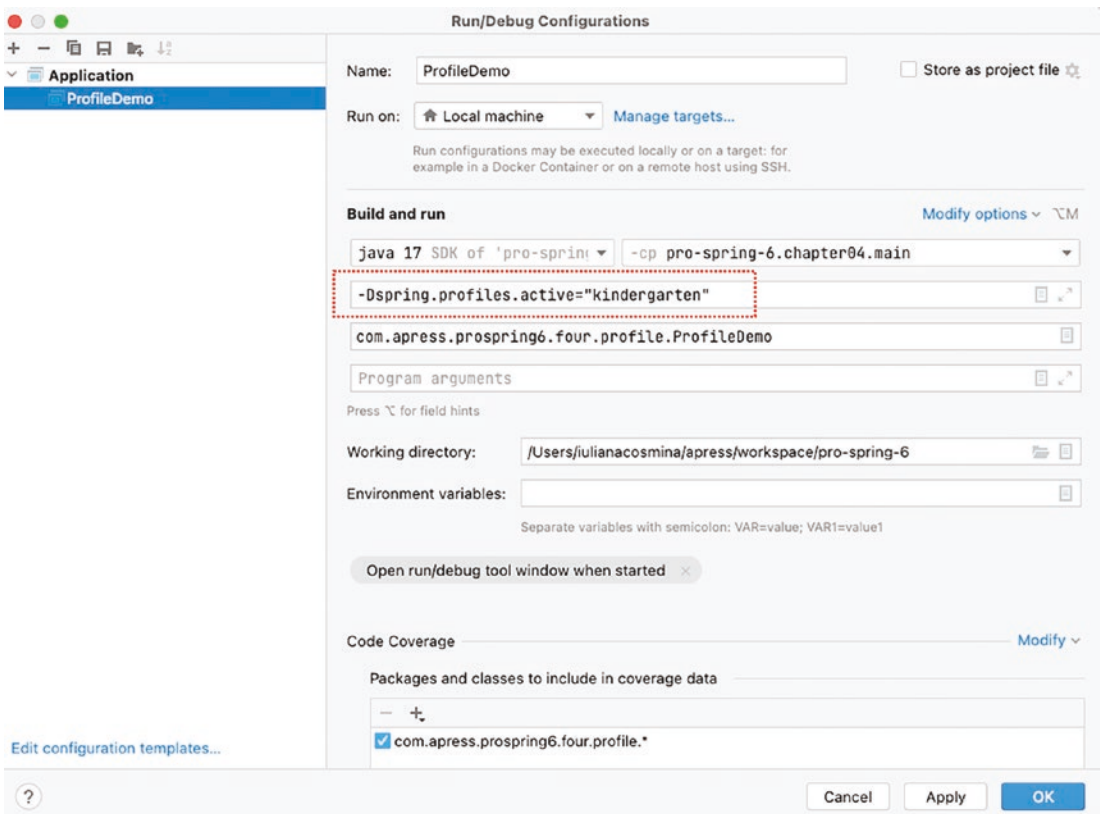 Run/Debug Configurations
Application
ProfileDemo
Name: ProfileDemo
Store as project file
Run on: Local machine Manage targets...
Run configurations may be executed locally or on a target: for
example in a Docker Container or on a remote host using SSH.
Build and run Modify options ⌥M
java 17 SDK of 'pro-spring -cp pro-spring-6.chapter04.main
-Dspring.profiles.active="kindergarten"
com.apress.prospring6.four.profile.ProfileDemo
Program arguments
Press ⌥ for field hints
Working directory: /Users/iulianacosmina/apress/workspace/pro-spring-6
Environment variables:
Separate variables with semicolon: VAR=value; VAR1=value1
Open run/debug tool window when started ×
Code Coverage Modify
Packages and classes to include in coverage data
com.apress.prospring6.four.profile.*
Edit configuration templates...
? Cancel Apply OK